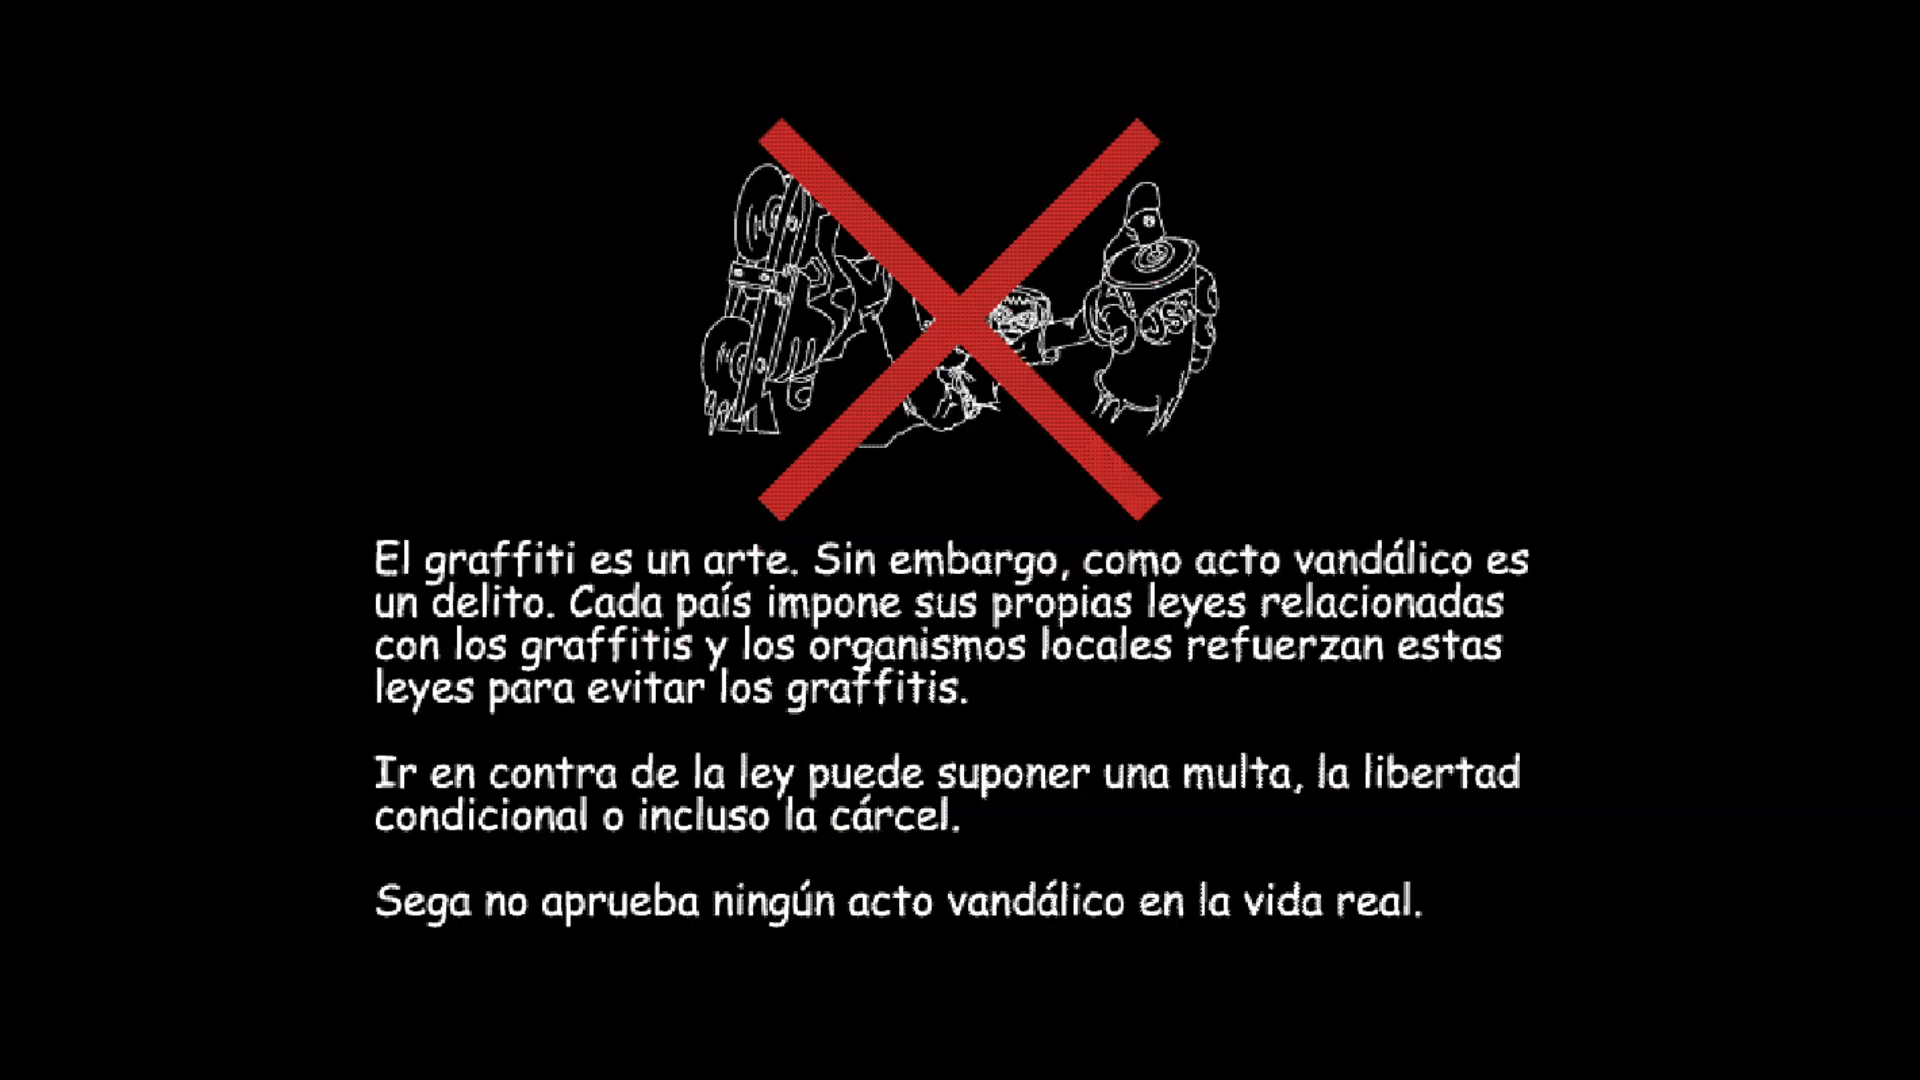 JSR
El graffiti es un arte. Sin embargo, como acto vandálico es
un delito. Cada país impone sus propias leyes relacionadas
con los graffitis y los organismos locales refuerzan estas
leyes para evitar los graffitis.
Ir en contra de la ley puede suponer una multa, la libertad
condicional o incluso la cárcel.
Sega no aprueba ningún acto vandálico en la vida real.